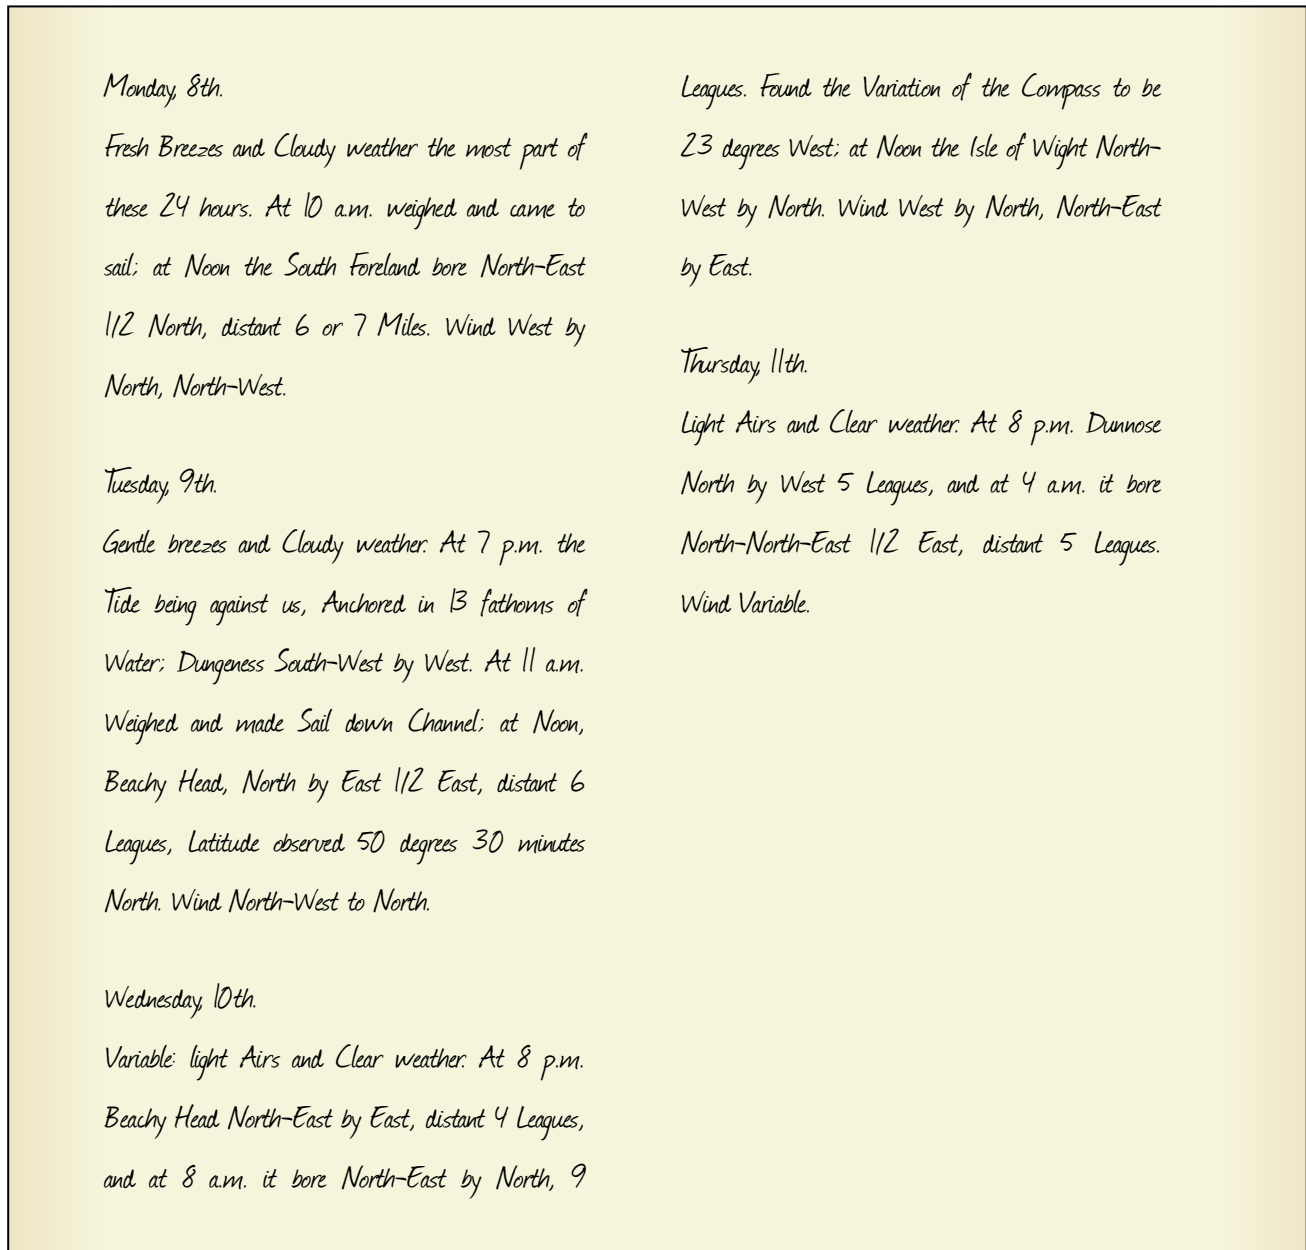 Monday, 8th.
Fresh Breezes and Cloudy weather the most part of
these 24 hours. At 10 a.m. weighed and came to
sail; at Noon the South Foreland bore North-East
1/2 North, distant 6 or 7 Miles. Wind West by
North, North-West.
Tuesday, 9th.
Gentle breezes and Cloudy weather. At 7 p.m. the
Tide being against us, Anchored in 13 fathoms of
Water; Dungeness South-West by West. At 11 a.m.
Weighed and made Sail down Channel; at Noon,
Beachy Head, North by East 1/2 East, distant 6
Leagues, Latitude observed 50 degrees 30 minutes
North. Wind North-West to North.
Wednesday, 10th.
Variable: light Airs and Clear weather. At 8 p.m.
Beachy Head North-East by East, distant 4 Leagues,
and at 8 a.m. it bore North-East by North, 9
Leagues. Found the Variation of the Compass to be
23 degrees West; at Noon the Isle of Wight North-
West by North. Wind West by North, North-East
by East.
Thursday, 11th.
Light Airs and Clear weather. At 8 p.m. Dunnose
North by West 5 Leagues, and at 4 a.m. it bore
North-North-East 1/2 East, distant 5 Leagues.
Wind Variable.